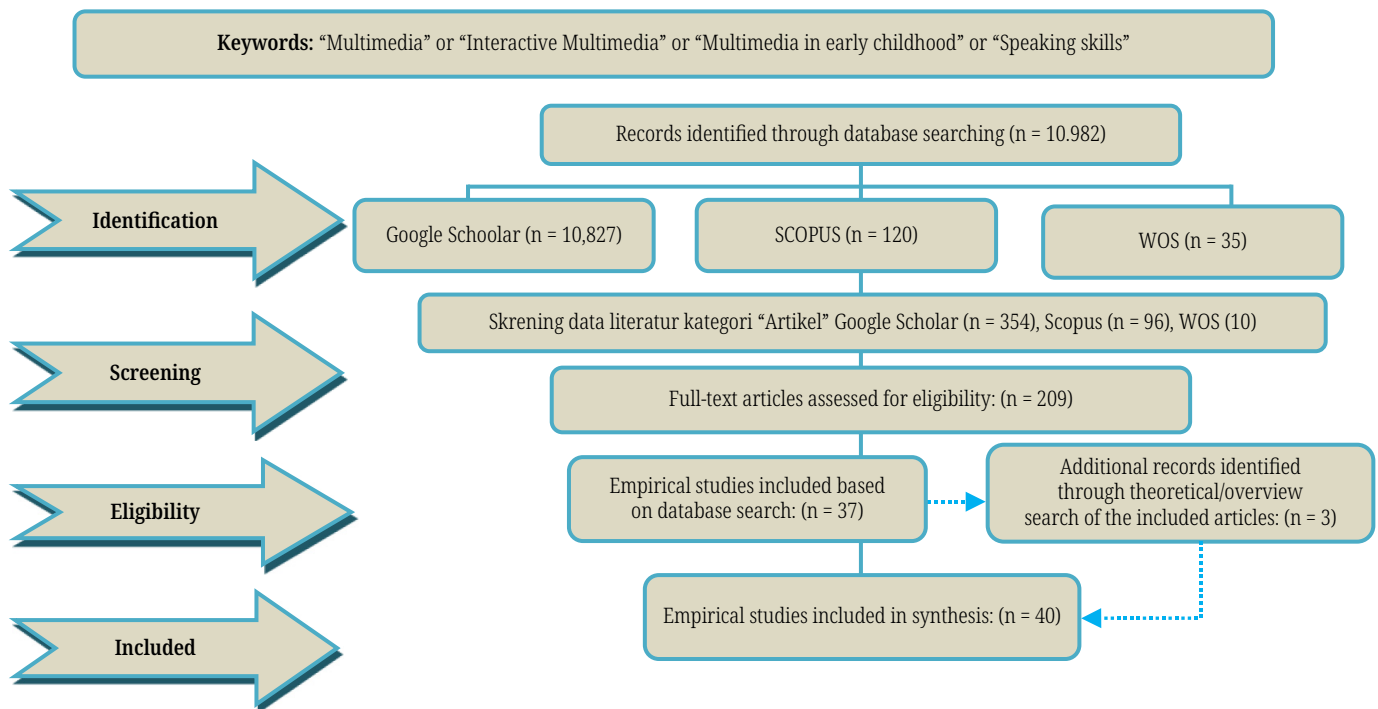 Keywords: “Multimedia” or “Interactive Multimedia” or “Multimedia in early childhood” or “Speaking skills”
Records identified through database searching (n = 10.982)
Identification
Google Schoolar (n = 10,827)
SCOPUS (n = 120)
WOS (n = 35)
Skrening data literatur kategori “Artikel” Google Scholar (n = 354), Scopus (n = 96), WOS (10)
Screening
Full-text articles assessed for eligibility: (n = 209)
Eligibility
Empirical studies included based
on database search: (n = 37)
Additional records identified
through theoretical/overview
search of the included articles: (n = 3)
Included
Empirical studies included in synthesis: (n = 40)